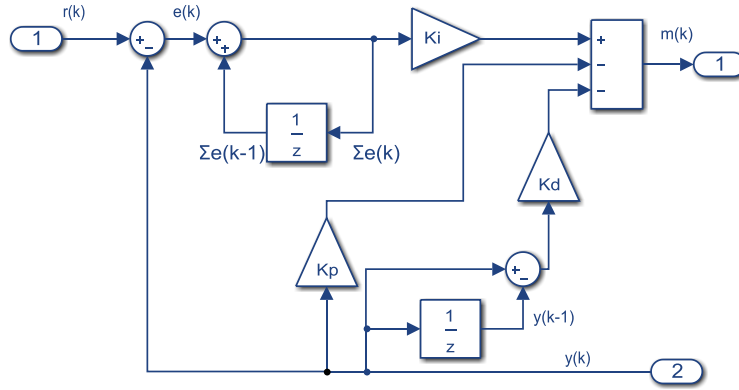 r(k)
e(k)
m(k)
1
+
−
+
+
Ki
+
−
−
1
1
z
Σe(k-1)
Σe(k)
Kd
Kp
+
−
1
z
y(k-1)
y(k)
2